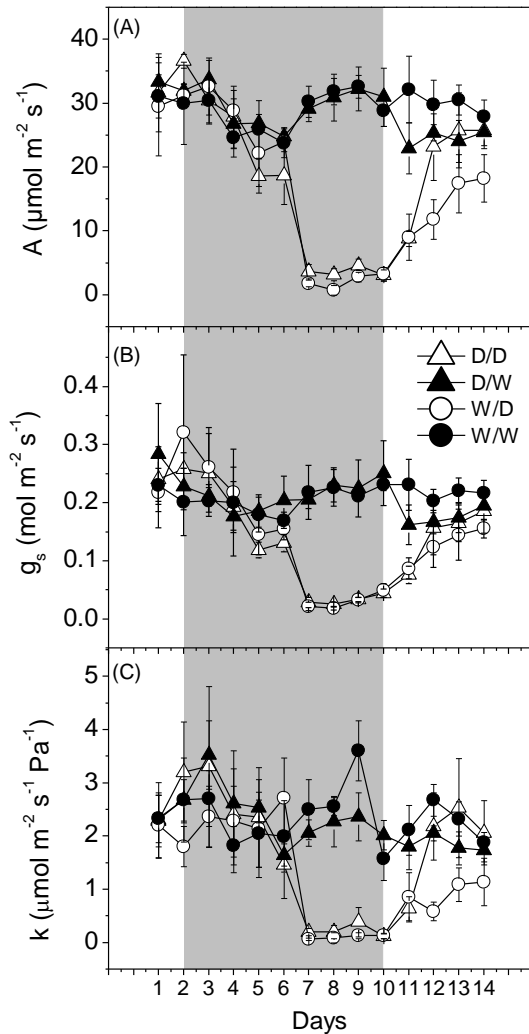 (A)
A (µmol m⁻² s⁻¹)
40
30
20
10
0
(B)
g_s (mol m⁻² s⁻¹)
0.4
0.3
0.2
0.1
0.0
D/D
D/W
W/D
W/W
(C)
k (µmol m⁻² s⁻¹ Pa⁻¹)
5
4
3
2
1
0
1 2 3 4 5 6 7 8 9 10 11 12 13 14
Days